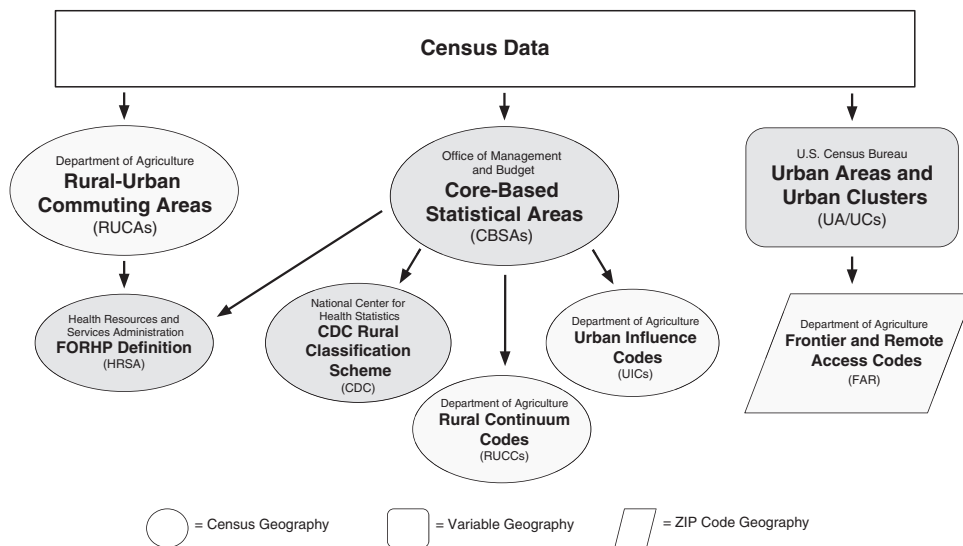 Census Data
Department of Agriculture
Rural-Urban
Commuting Areas
(RUCAs)
Office of Management
and Budget
Core-Based
Statistical Areas
(CBSAs)
U.S. Census Bureau
Urban Areas and
Urban Clusters
(UA/UCs)
Health Resources and
Services Administration
FORHP Definition
(HRSA)
National Center for
Health Statistics
CDC Rural
Classification
Scheme
(CDC)
Department of Agriculture
Rural Continuum
Codes
(RUCCs)
Department of Agriculture
Urban Influence
Codes
(UICs)
Department of Agriculture
Frontier and Remote
Access Codes
(FAR)
= Census Geography
= Variable Geography
= ZIP Code Geography